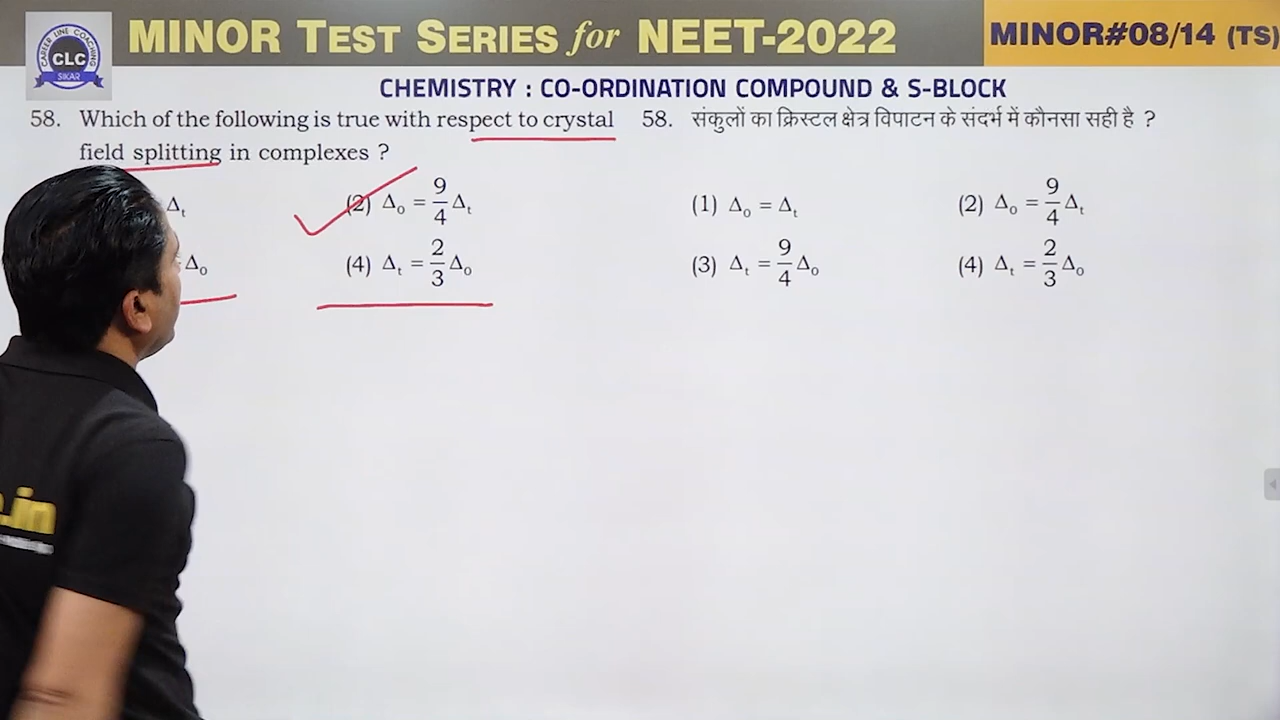 MINOR TEST SERIES for NEET-2022
MINOR#08/14 (TS)
CAREER LINE COACHING
CLC
SIKAR
CHEMISTRY : CO-ORDINATION COMPOUND & S-BLOCK
58. Which of the following is true with respect to crystal
field splitting in complexes ?
Δt
(2) Δo = 9/4 Δt
Δo
(4) Δt = 2/3 Δo
58. संकुलों का क्रिस्टल क्षेत्र विपाटन के संदर्भ में कौनसा सही है ?
(1) Δo = Δt
(2) Δo = 9/4 Δt
(3) Δt = 9/4 Δo
(4) Δt = 2/3 Δo
.in